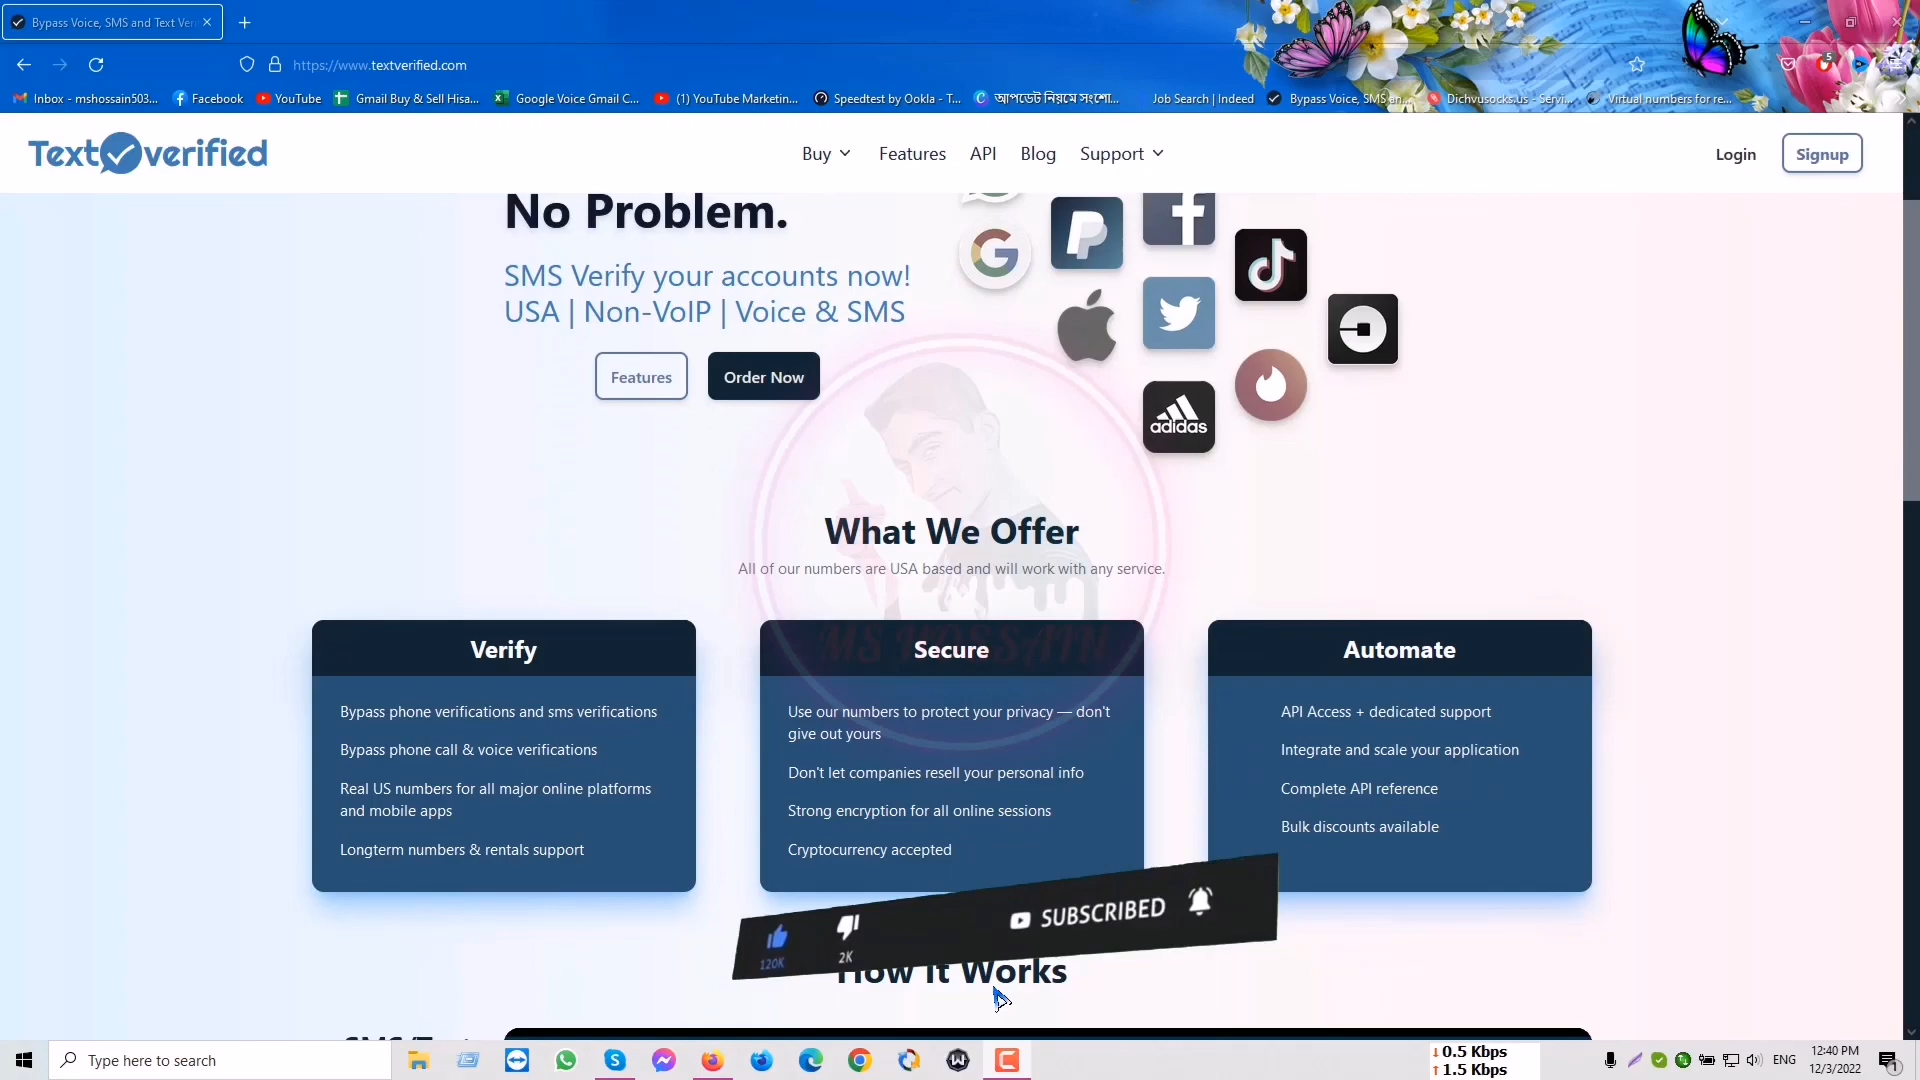 Bypass Voice, SMS and Text Ver
https://www.textverified.com
5
Inbox - mshossain503...
Facebook
YouTube
Gmail Buy & Sell Hisa...
Google Voice Gmail C...
(1) YouTube Marketin...
Speedtest by Ookla - T...
আপডেট নিয়মে সংশো...
Job Search | Indeed
Bypass Voice, SMS an...
Dichvusocks.us - Servi...
Virtual numbers for re...
Text verified
Buy
Features
API
Blog
Support
Login
Signup
No Problem.
SMS Verify your accounts now!
USA | Non-VoIP | Voice & SMS
Features
Order Now
adidas
What We Offer
All of our numbers are USA based and will work with any service.
MS HOSSAIN
Verify
Bypass phone verifications and sms verifications
Bypass phone call & voice verifications
Real US numbers for all major online platforms
and mobile apps
Longterm numbers & rentals support
Secure
Use our numbers to protect your privacy — don't
give out yours
Don't let companies resell your personal info
Strong encryption for all online sessions
Cryptocurrency accepted
Automate
API Access + dedicated support
Integrate and scale your application
Complete API reference
Bulk discounts available
120K
2K
SUBSCRIBED
How It Works
Type here to search
0.5 Kbps
1.5 Kbps
ENG
12:40 PM
12/3/2022
1